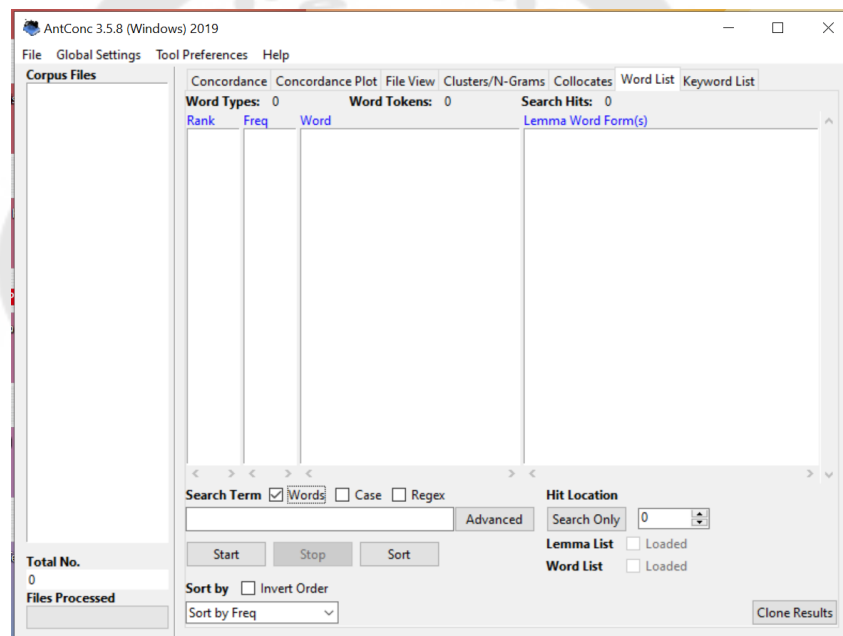 AntConc 3.5.8 (Windows) 2019
File Global Settings Tool Preferences Help
Corpus Files
Concordance Concordance Plot File View Clusters/N-Grams Collocates Word List Keyword List
Word Types: 0 Word Tokens: 0 Search Hits: 0
Rank Freq Word Lemma Word Form(s)
Search Term Words Case Regex Hit Location
Advanced Search Only 0
Start Stop Sort Lemma List Loaded
Word List Loaded
Total No.
0
Files Processed
Sort by Invert Order
Sort by Freq Clone Results